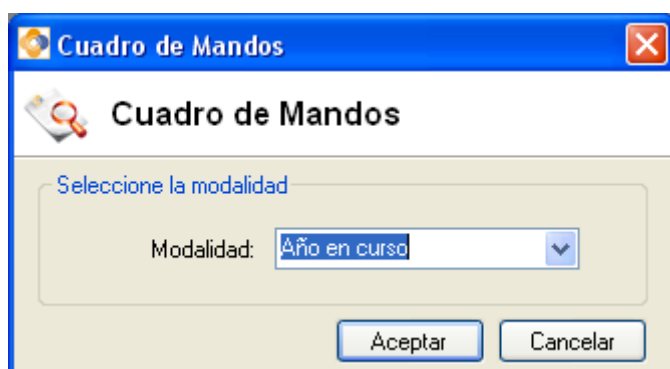 Cuadro de Mandos
Cuadro de Mandos
Seleccione la modalidad
Modalidad: Año en curso
Aceptar Cancelar